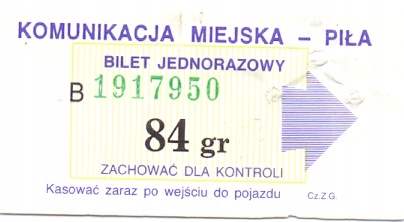 KOMUNIKACJA MIEJSKA – PIŁA
BILET JEDNORAZOWY
B 1917950
84 gr
ZACHOWAĆ DLA KONTROLI
Kasować zaraz po wejściu do pojazdu
Cz.Z.G.